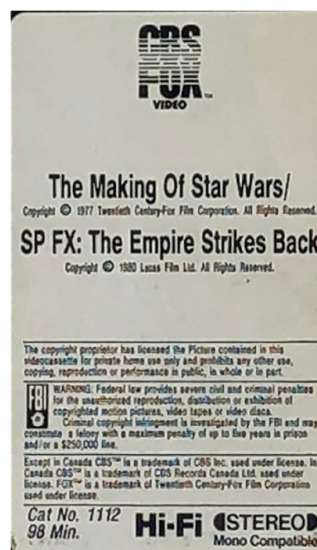 CBS
FOX
VIDEO™
The Making Of Star Wars/
Copyright © 1977 Twentieth Century-Fox Film Corporation. All Rights Reserved.
SP FX: The Empire Strikes Back
Copyright © 1980 Lucas Film Ltd. All Rights Reserved.
The copyright proprietor has licensed the Picture contained in this
videocassette for private home use only and prohibits any other use,
copying, reproduction or performance in public, in whole or in part.
FBI
WARNING: Federal law provides severe civil and criminal penalties
for the unauthorized reproduction, distribution or exhibition of
copyrighted motion pictures, video tapes or video discs.
Criminal copyright infringement is investigated by the FBI and may
constitute a felony with a maximum penalty of up to five years in prison
and/or a $250,000 fine.
Except in Canada CBS™ is a trademark of CBS Inc. used under license. In
Canada CBS™ is a trademark of CBS Records Canada Ltd. used under
license. FOX™ is a trademark of Twentieth Century-Fox Film Corporation
used under license.
Cat No. 1112
98 Min.
Hi-Fi
STEREO
Mono Compatible